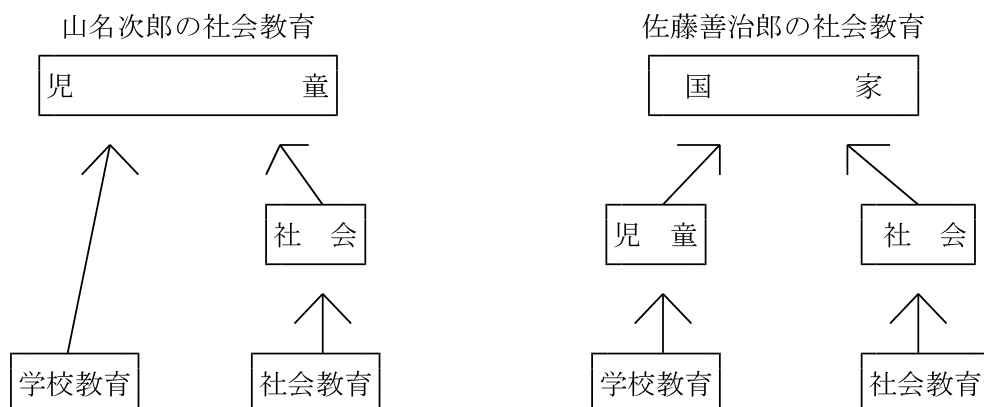 山名次郎の社会教育
児 童
社 会
学校教育 社会教育
佐藤善治郎の社会教育
国 家
児 童 社 会
学校教育 社会教育